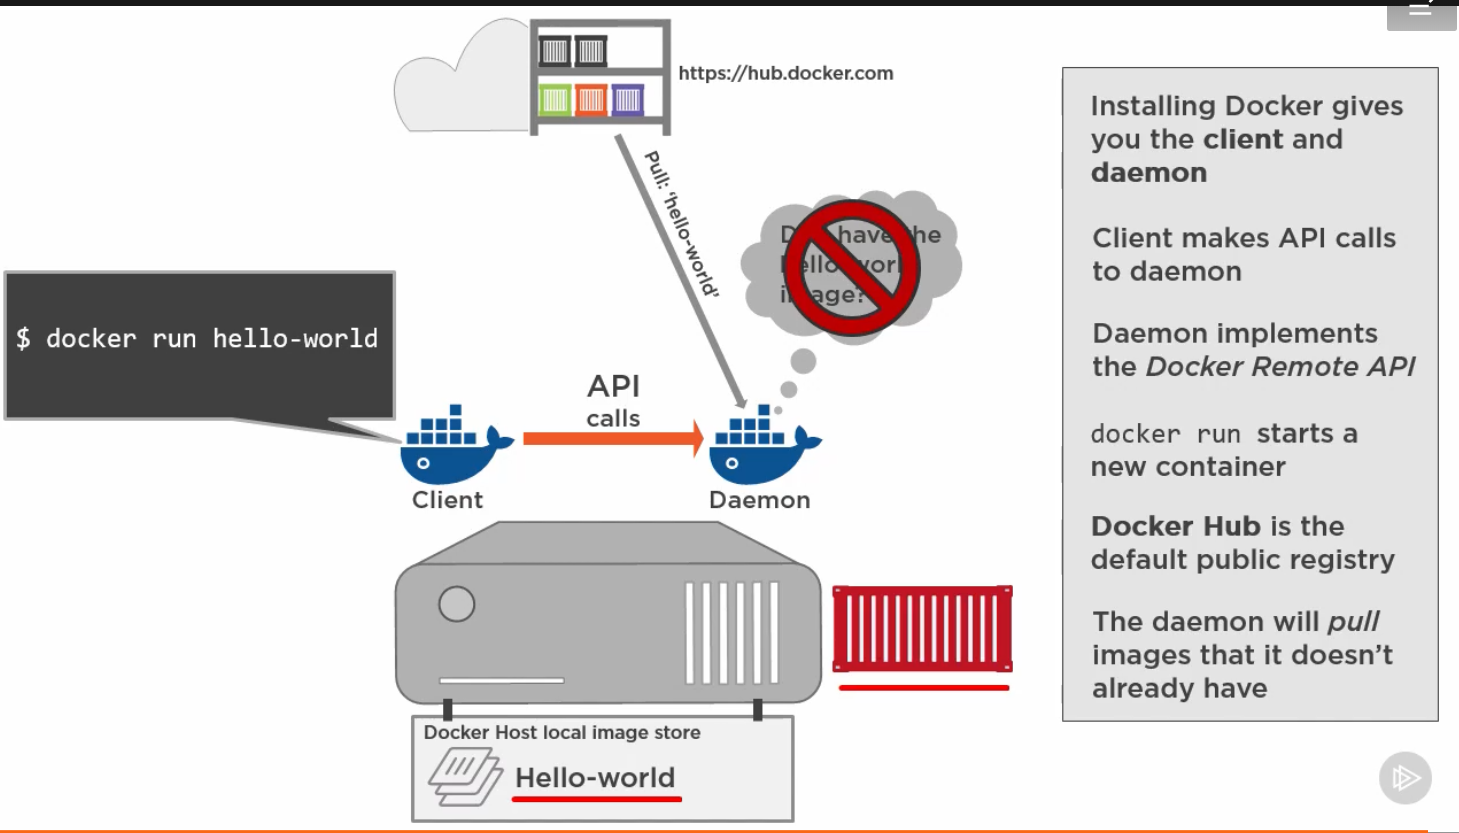 https://hub.docker.com
Pull: 'hello-world'
have the
image?
$ docker run hello-world
API
calls
Client
Daemon
Docker Host local image store
Hello-world
Installing Docker gives
you the client and
daemon
Client makes API calls
to daemon
Daemon implements
the Docker Remote API
docker run starts a
new container
Docker Hub is the
default public registry
The daemon will pull
images that it doesn't
already have